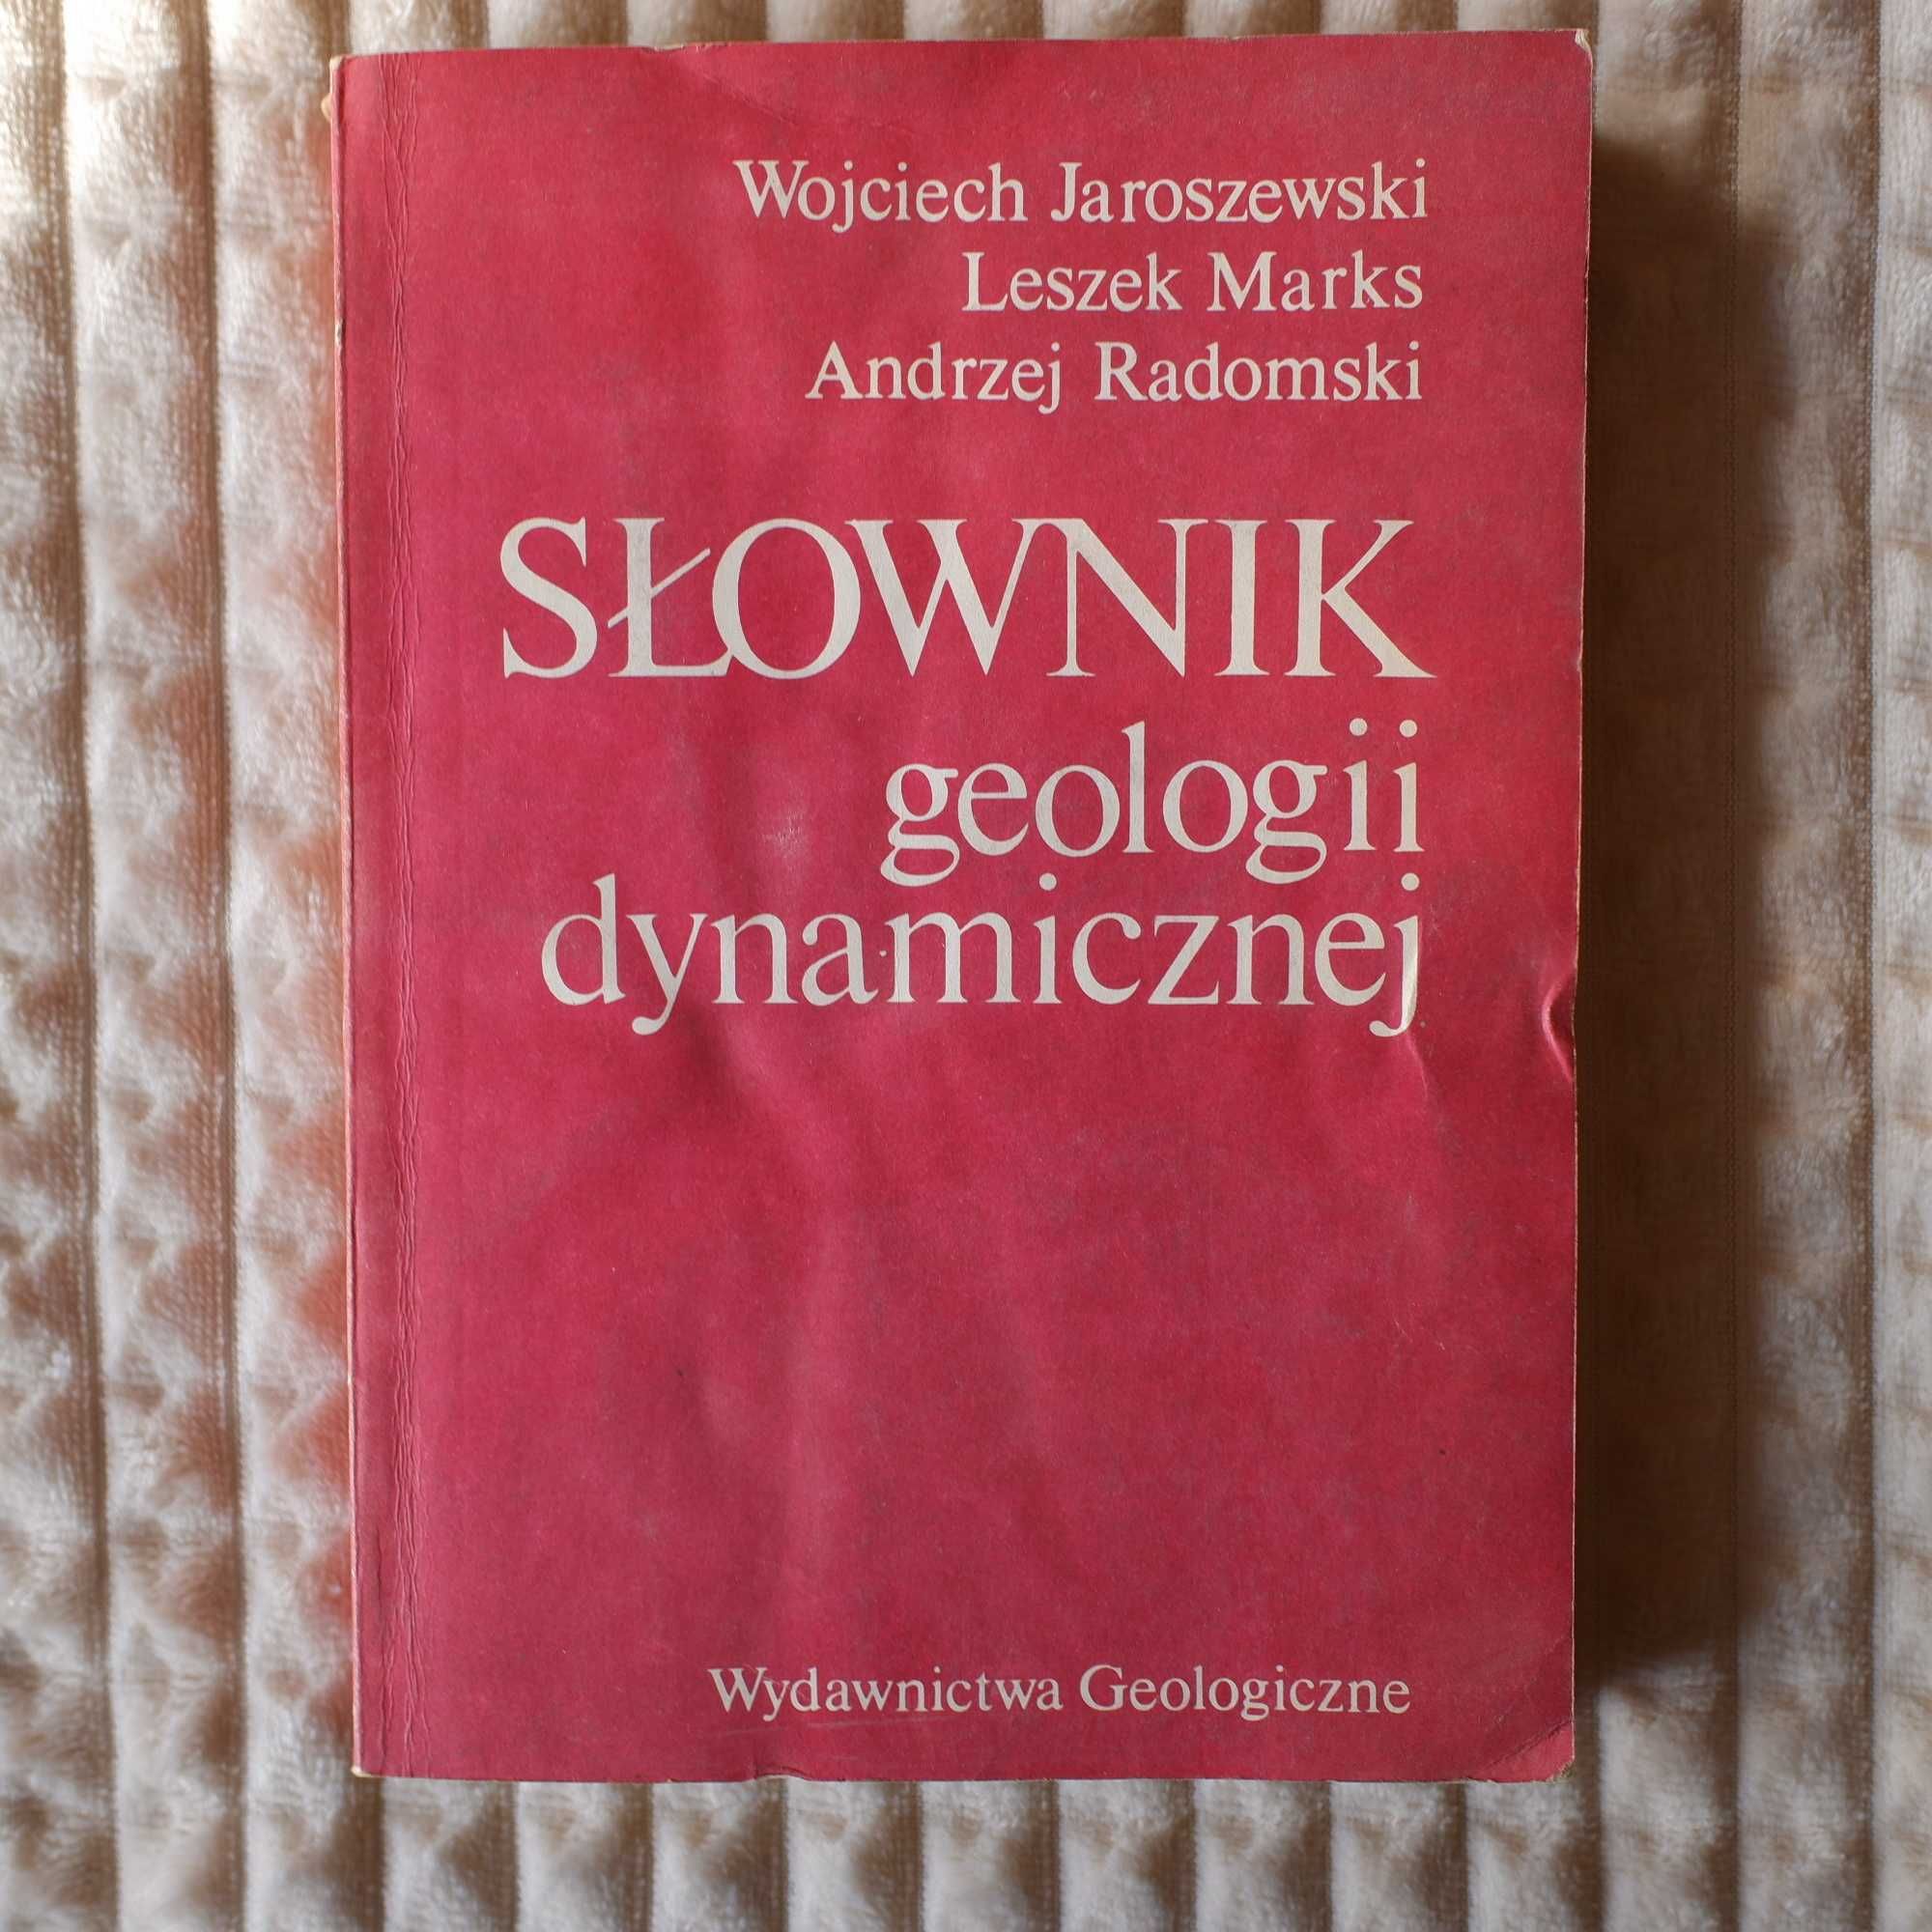 Wojciech Jaroszewski
Leszek Marks
Andrzej Radomski
SŁOWNIK
geologii
dynamicznej
Wydawnictwa Geologiczne